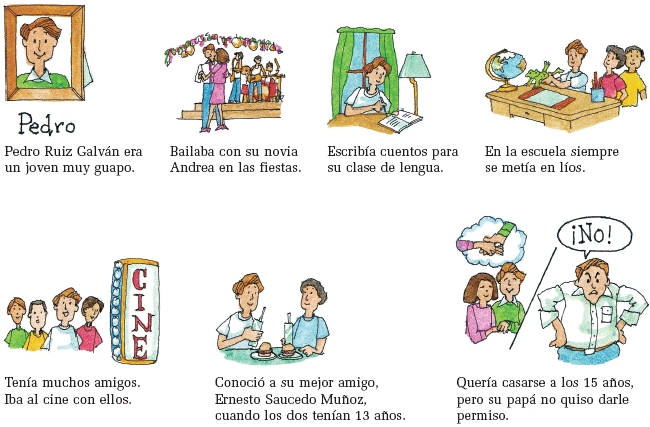 Pedro
Pedro Ruiz Galván era
un joven muy guapo.
Bailaba con su novia
Andrea en las fiestas.
Escribía cuentos para
su clase de lengua.
En la escuela siempre
se metía en líos.
CINE
Tenía muchos amigos.
Iba al cine con ellos.
Conoció a su mejor amigo,
Ernesto Saucedo Muñoz,
cuando los dos tenían 13 años.
¡No!
Quería casarse a los 15 años,
pero su papá no quiso darle
permiso.